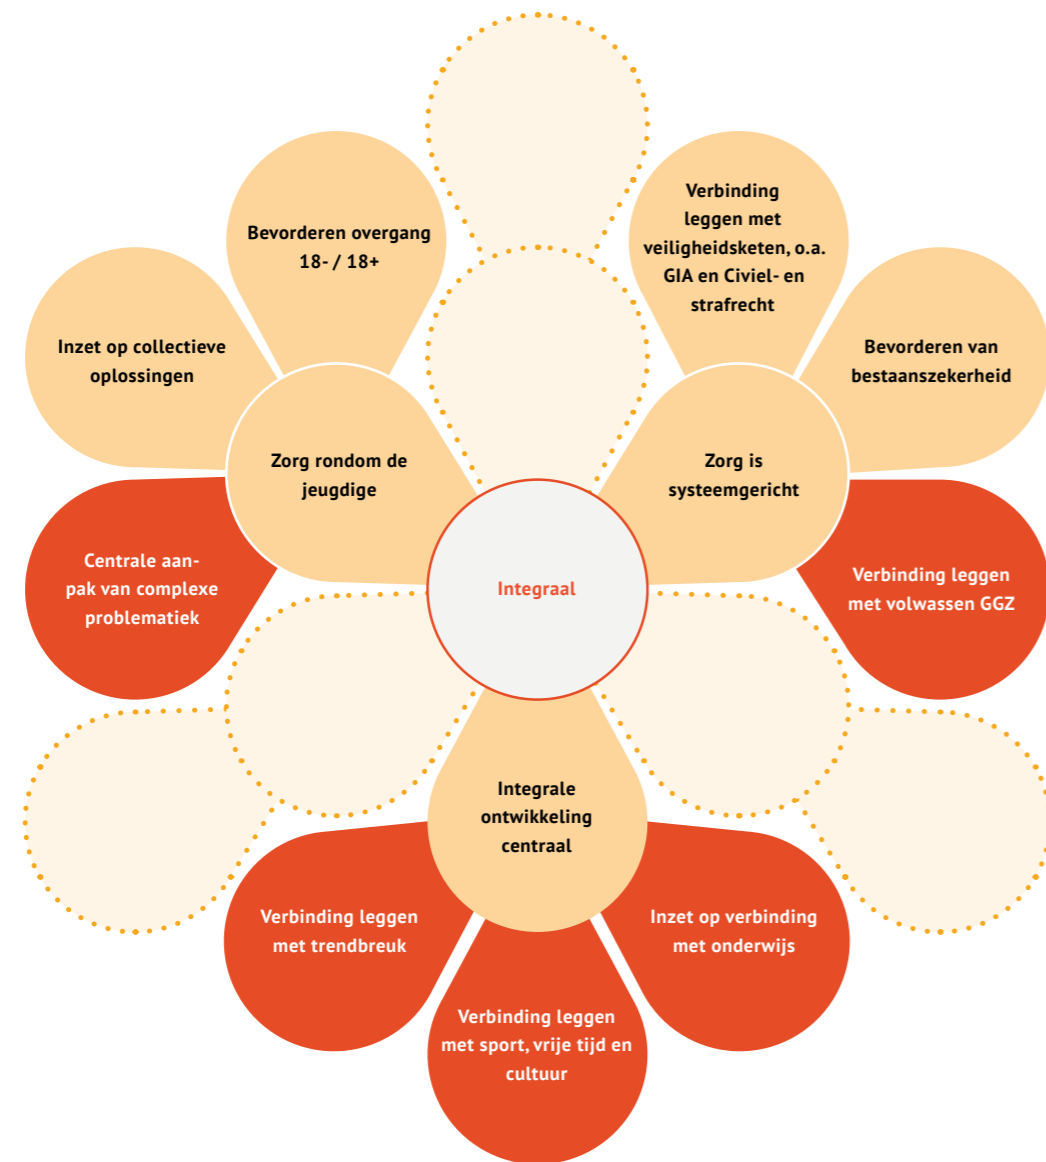 Verbinding
leggen met
veiligheidsketen, o.a.
GIA en Civiel- en
strafrecht
Bevorderen overgang
18- / 18+
Inzet op collectieve
oplossingen
Bevorderen van
bestaanszekerheid
Zorg rondom de
jeugdige
Zorg is
systeemgericht
Centrale aan-
pak van complexe
problematiek
Integraal
Verbinding leggen
met volwassen GGZ
Integrale
ontwikkeling
centraal
Verbinding leggen
met trendbreuk
Inzet op verbinding
met onderwijs
Verbinding leggen
met sport, vrije tijd en
cultuur